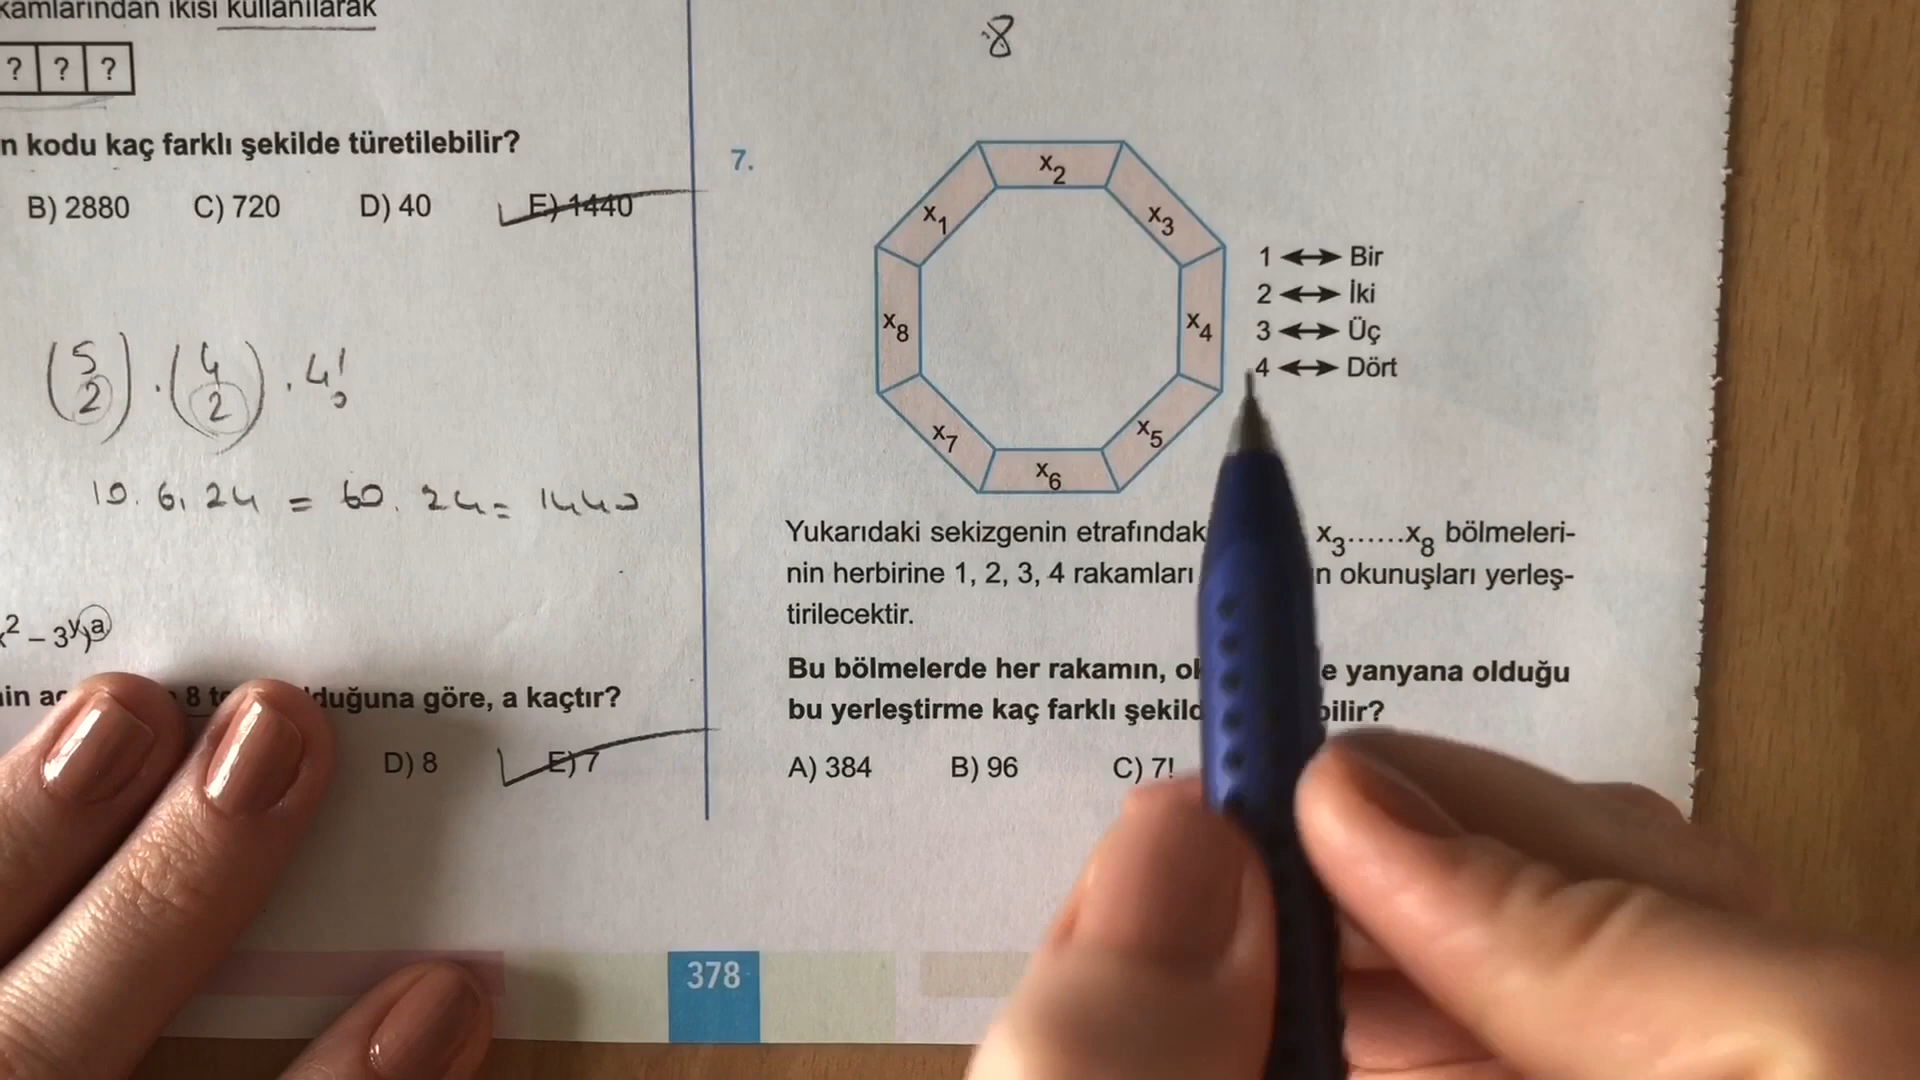 kamlarından ikisi kullanılarak
? ? ?
n kodu kaç farklı şekilde türetilebilir?
B) 2880 C) 720 D) 40 E) 1440
(5 2) . (4 2) . 4!
10. 6. 24 = 60. 24 = 1440
x² – 3y)ᵃ
8 duğuna göre, a kaçtır?
D) 8 E) 7
378
8
7.
x₁
x₂
x₃
x₄
x₅
x₆
x₇
x₈
1 ↔ Bir
2 ↔ İki
3 ↔ Üç
4 ↔ Dört
Yukarıdaki sekizgenin etrafındak x₃......x₈ bölmeleri-
nin herbirine 1, 2, 3, 4 rakamları n okunuşları yerleş-
tirilecektir.
Bu bölmelerde her rakamın, ok e yanyana olduğu
bu yerleştirme kaç farklı şekild bilir?
A) 384 B) 96 C) 7!